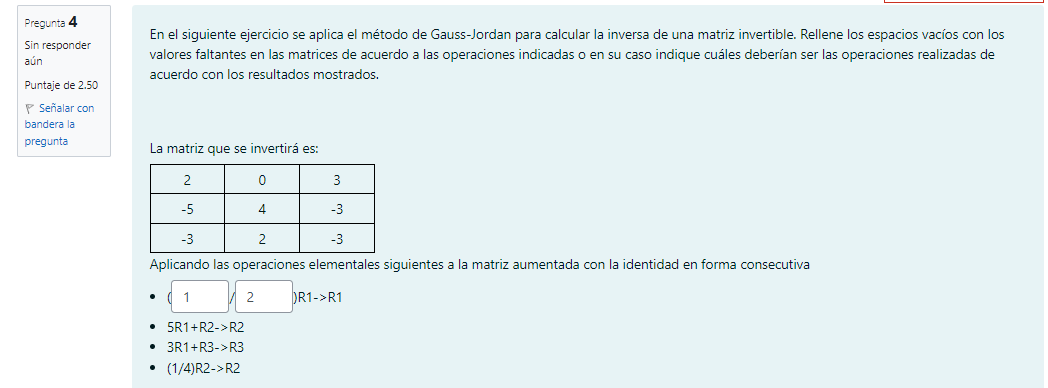 Pregunta 4
Sin responder
aún
Puntaje de 2.50
Señalar con
bandera la
pregunta
En el siguiente ejercicio se aplica el método de Gauss-Jordan para calcular la inversa de una matriz invertible. Rellene los espacios vacíos con los
valores faltantes en las matrices de acuerdo a las operaciones indicadas o en su caso indique cuáles deberían ser las operaciones realizadas de
acuerdo con los resultados mostrados.
La matriz que se invertirá es:
2 0 3
-5 4 -3
-3 2 -3
Aplicando las operaciones elementales siguientes a la matriz aumentada con la identidad en forma consecutiva
• (1/2)R1->R1
• 5R1+R2->R2
• 3R1+R3->R3
• (1/4)R2->R2